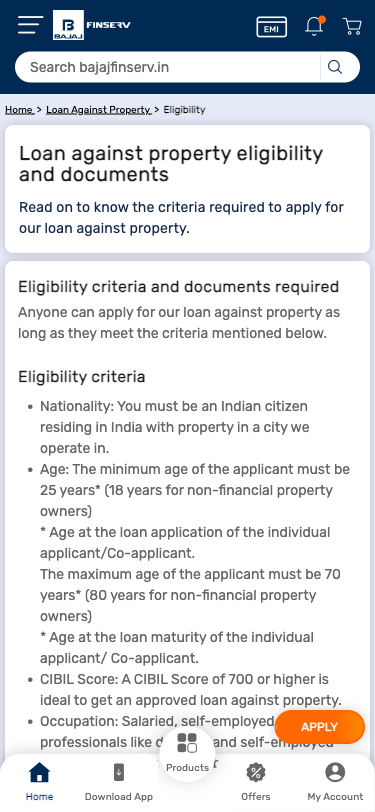 B
BAJAJ
FINSERV
EMI
Search bajajfinserv.in
Home > Loan Against Property > Eligibility
Loan against property eligibility
and documents
Read on to know the criteria required to apply for
our loan against property.
Eligibility criteria and documents required
Anyone can apply for our loan against property as
long as they meet the criteria mentioned below.
Eligibility criteria
• Nationality: You must be an Indian citizen
residing in India with property in a city we
operate in.
• Age: The minimum age of the applicant must be
25 years* (18 years for non-financial property
owners)
* Age at the loan application of the individual
applicant/Co-applicant.
The maximum age of the applicant must be 70
years* (80 years for non-financial property
owners)
* Age at the loan maturity of the individual
applicant/ Co-applicant.
• CIBIL Score: A CIBIL Score of 700 or higher is
ideal to get an approved loan against property.
• Occupation: Salaried, self-employed
APPLY
professionals like and self-employed
Home
Download App
Products
Offers
My Account